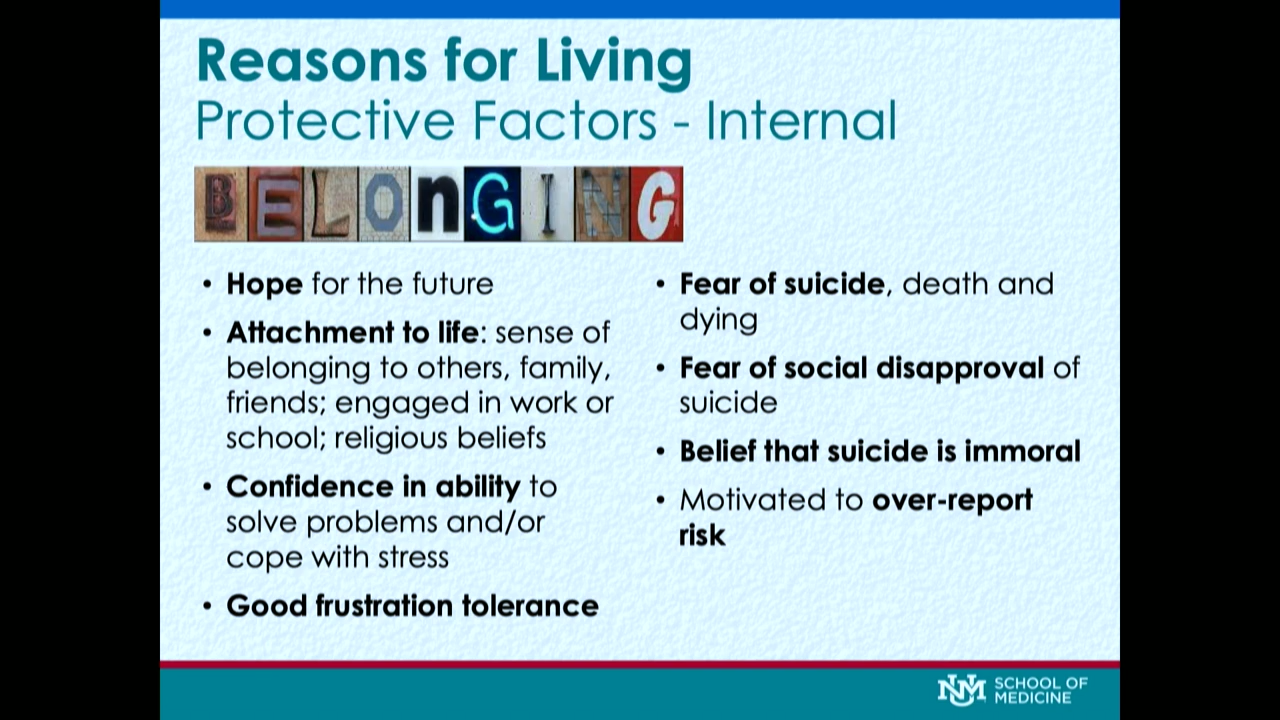 Reasons for Living
Protective Factors - Internal
BELOnGING
• Hope for the future
• Attachment to life: sense of
belonging to others, family,
friends; engaged in work or
school; religious beliefs
• Confidence in ability to
solve problems and/or
cope with stress
• Good frustration tolerance
• Fear of suicide, death and
dying
• Fear of social disapproval of
suicide
• Belief that suicide is immoral
• Motivated to over-report
risk
UNM SCHOOL OF
MEDICINE